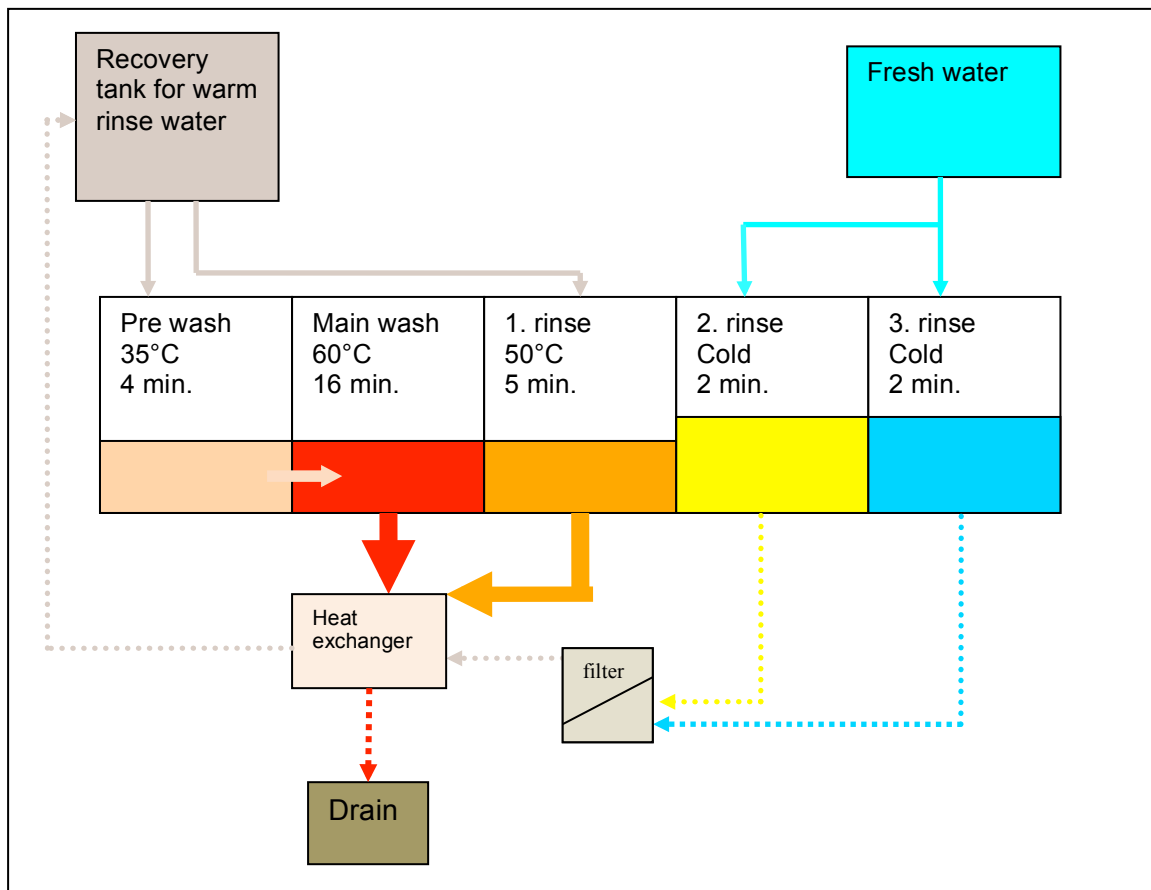 Recovery
tank for warm
rinse water
Fresh water
Pre wash
35°C
4 min.
Main wash
60°C
16 min.
1. rinse
50°C
5 min.
2. rinse
Cold
2 min.
3. rinse
Cold
2 min.
Heat
exchanger
filter
Drain